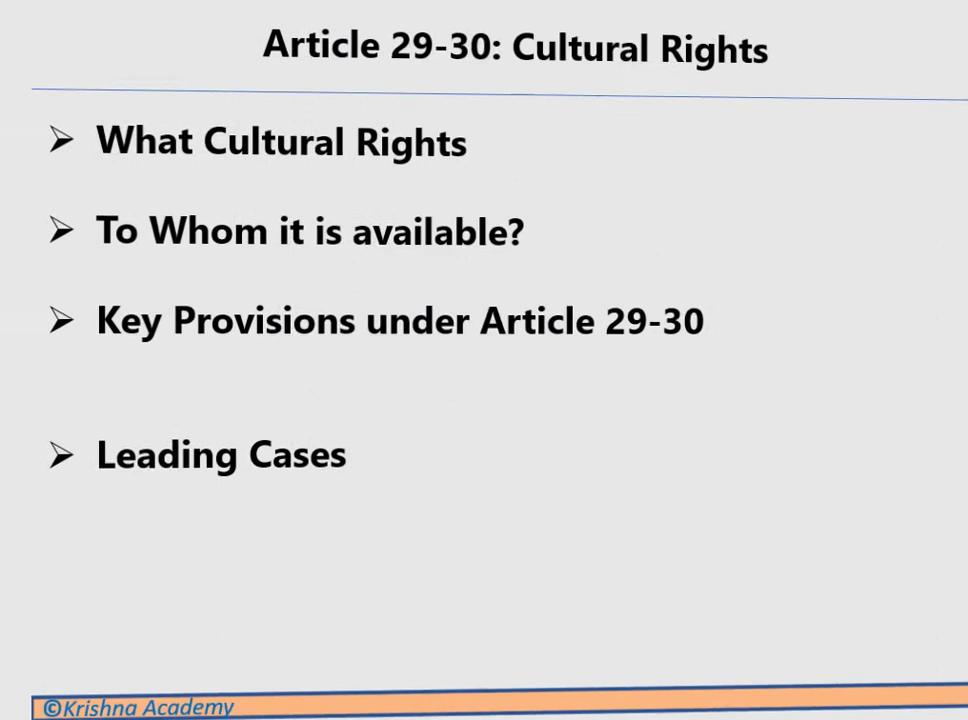 Article 29-30: Cultural Rights
➢ What Cultural Rights
➢ To Whom it is available?
➢ Key Provisions under Article 29-30
➢ Leading Cases
©Krishna Academy